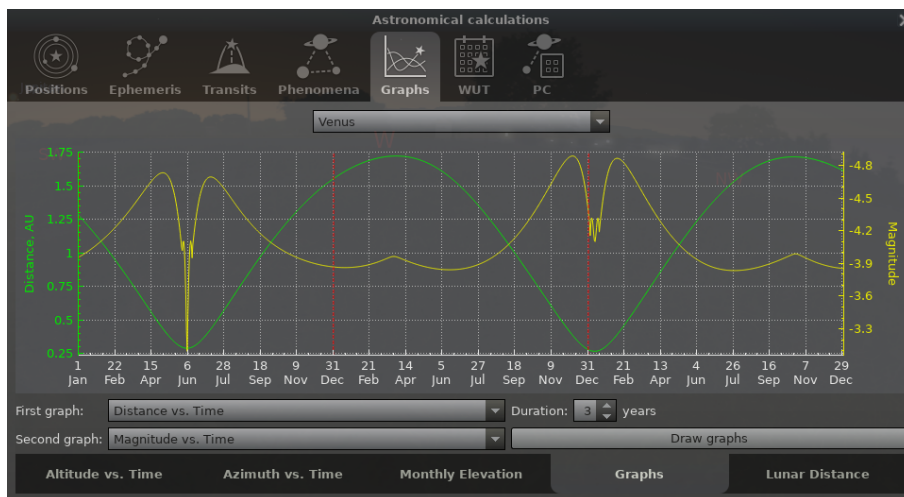 Astronomical calculations
Positions Ephemeris Transits Phenomena Graphs WUT PC
Venus
1.75
1.5
1.25
1
0.75
0.5
0.25
Distance, AU
-4.8
-4.5
-4.2
-3.9
-3.6
-3.3
Magnitude
1 22 15 6 28 18 9 31 21 14 5 27 18 9 31 21 13 4 26 16 7 29
Jan Feb Apr Jun Jul Sep Nov Dec Feb Apr Jun Jul Sep Nov Dec Feb Apr Jun Jul Sep Nov Dec
First graph: Distance vs. Time Duration: 3 years
Second graph: Magnitude vs. Time Draw graphs
Altitude vs. Time Azimuth vs. Time Monthly Elevation Graphs Lunar Distance